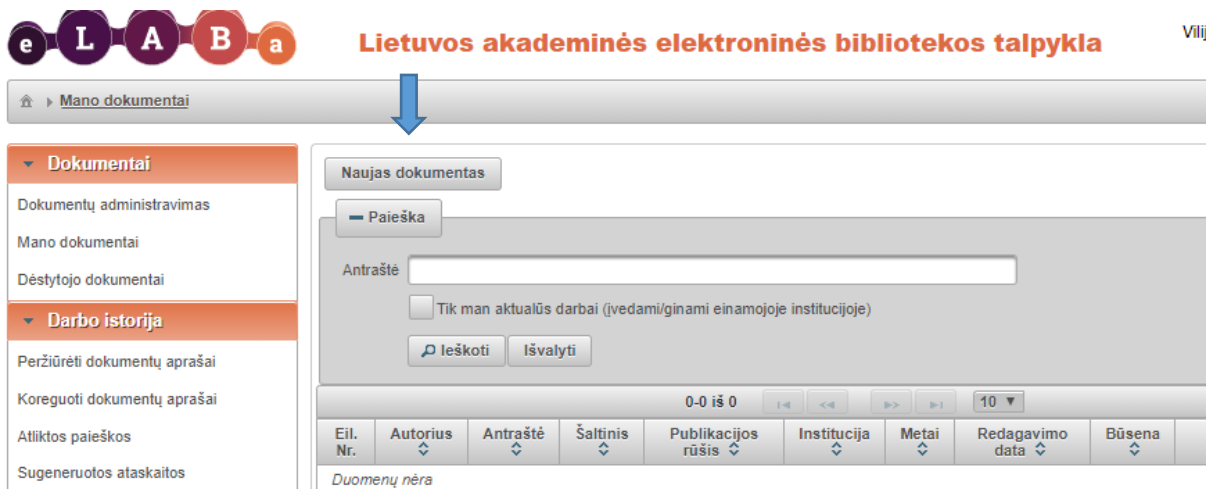 eLABa
Lietuvos akademinės elektroninės bibliotekos talpykla
Mano dokumentai
Dokumentai
Dokumentų administravimas
Mano dokumentai
Dėstytojo dokumentai
Darbo istorija
Peržiūrėti dokumentų aprašai
Koreguoti dokumentų aprašai
Atliktos paieškos
Sugeneruotos ataskaitos
Naujas dokumentas
Paieška
Antraštė
Tik man aktualūs darbai (įvedami/ginami einamojoje institucijoje)
Ieškoti Išvalyti
0-0 iš 0 10
Eil. Nr. Autorius Antraštė Šaltinis Publikacijos rūšis Institucija Metai Redagavimo data Būsena
Duomenų nėra